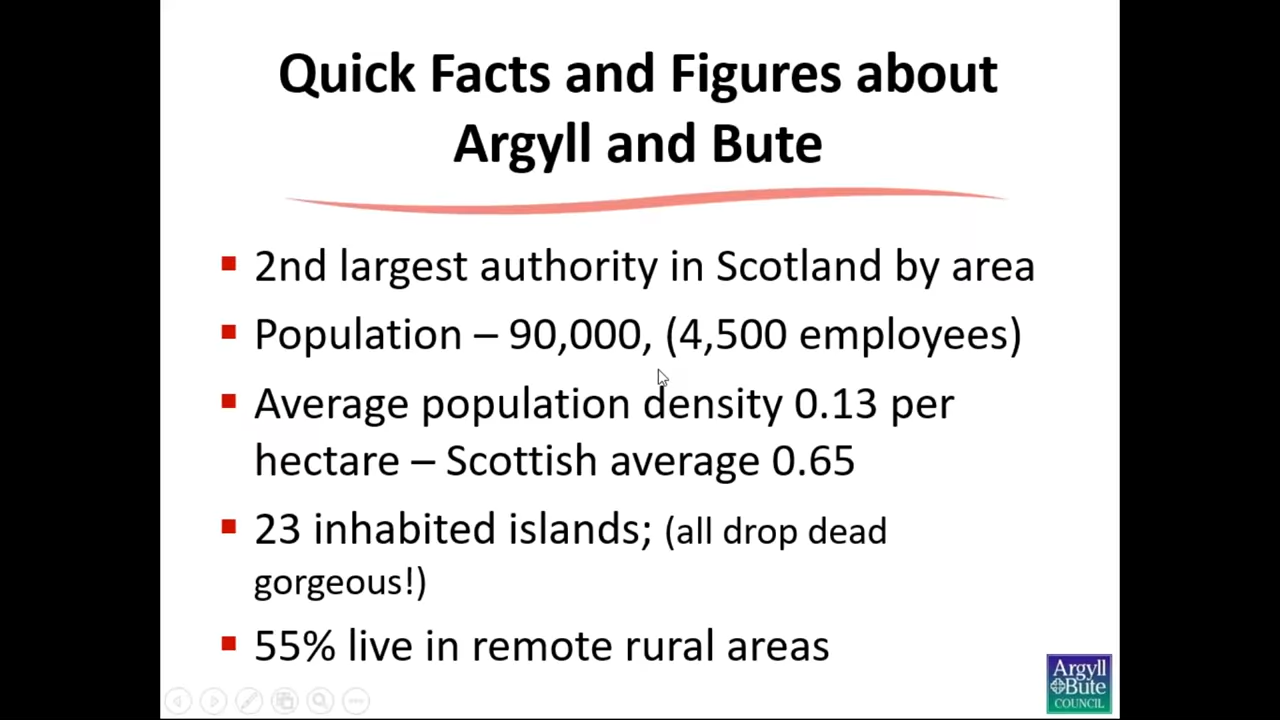 Quick Facts and Figures about
Argyll and Bute
2nd largest authority in Scotland by area
Population – 90,000, (4,500 employees)
Average population density 0.13 per
hectare – Scottish average 0.65
23 inhabited islands; (all drop dead
gorgeous!)
55% live in remote rural areas
Argyll
Bute
COUNCIL